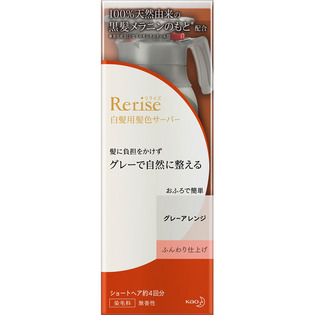 100%天然由来の
黒髪メラニンのもと*配合
リライズ
Rerise
白髪用髪色サーバー
髪に負担をかけず
グレーで自然に整える
おふろで簡単
グレーアレンジ
ふんわり仕上げ
ショートヘア約4回分
染毛料 無香性
Kao